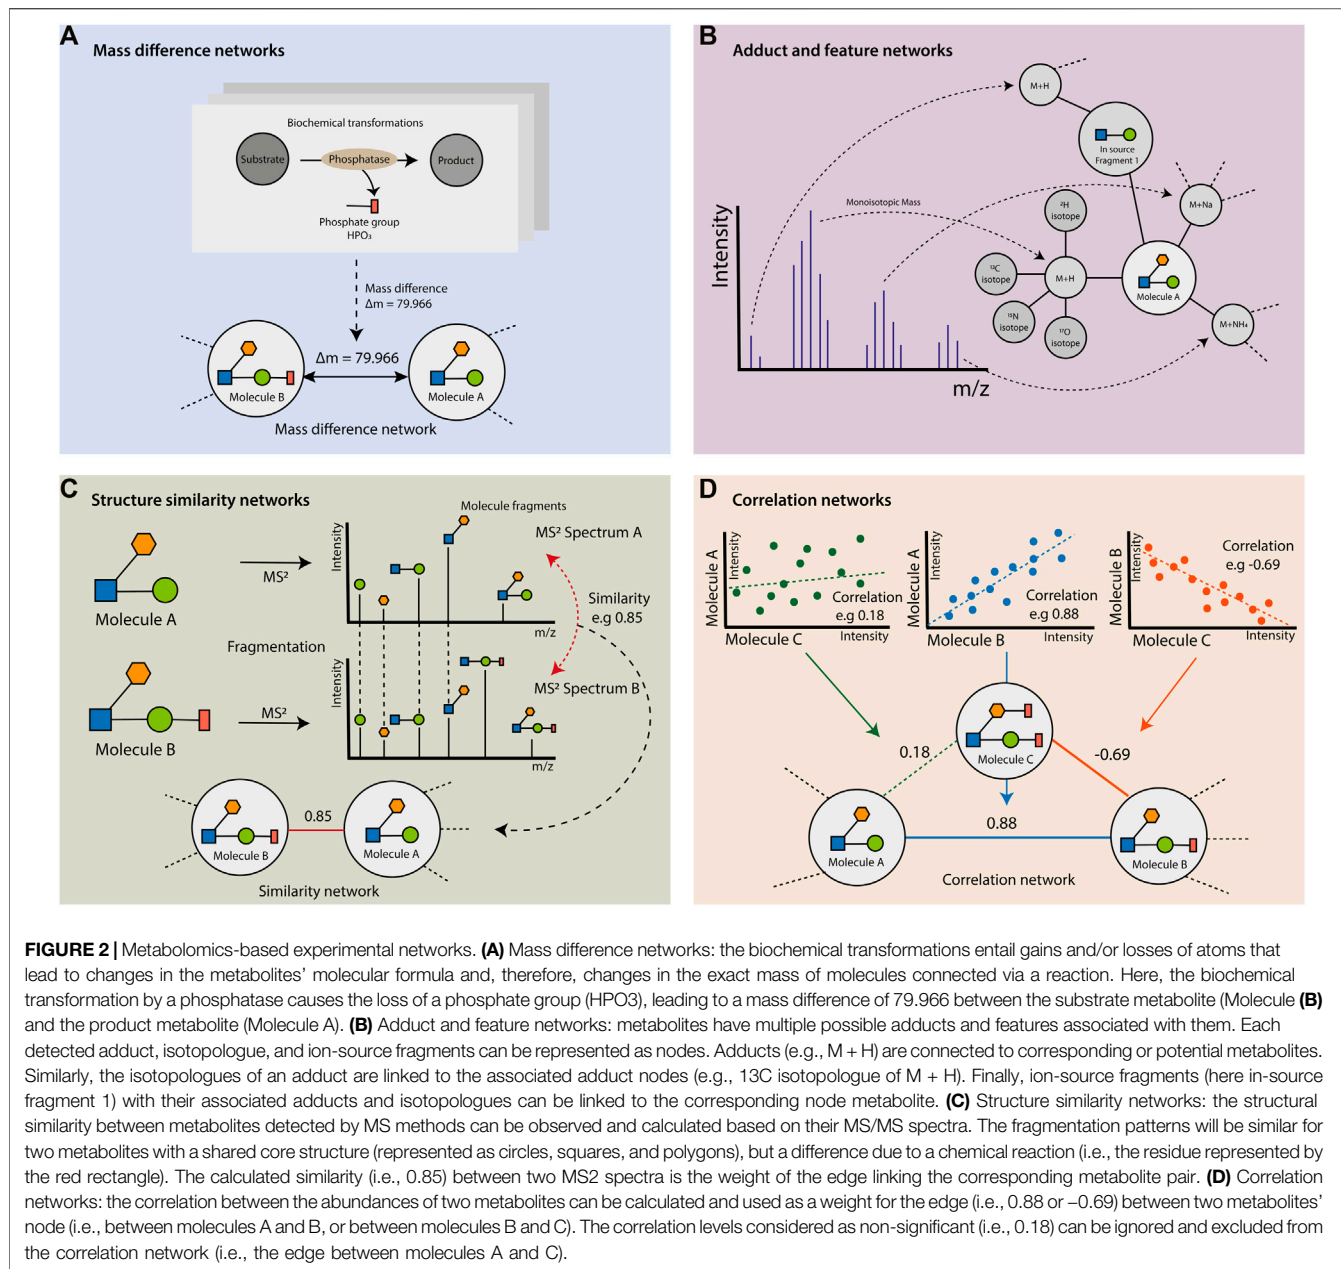 A
Mass difference networks
Biochemical transformations
Substrate
Phosphatase
Product
Phosphate group
HPO₃
Mass difference
Δm = 79.966
Δm = 79.966
Molecule B
Molecule A
Mass difference network
B
Adduct and feature networks
M+H
In source
Fragment 1
Monoisotopic Mass
²H
isotope
M+Na
¹³C
isotope
M+H
Molecule A
¹⁵N
isotope
¹⁷O
isotope
M+NH₄
Intensity
m/z
C
Structure similarity networks
Molecule fragments
MS² Spectrum A
Intensity
MS²
Molecule A
Similarity
e.g 0.85
m/z
Fragmentation
Intensity
MS² Spectrum B
MS²
Molecule B
m/z
0.85
Molecule B
Molecule A
Similarity network
D
Correlation networks
Molecule A
Intensity
Correlation
e.g 0.18
Molecule C
Intensity
Molecule A
Intensity
Correlation
e.g 0.88
Molecule B
Intensity
Molecule B
Intensity
Correlation
e.g -0.69
Molecule C
Intensity
0.18
Molecule C
-0.69
0.88
Molecule A
Molecule B
Correlation network
FIGURE 2 | Metabolomics-based experimental networks. (A) Mass difference networks: the biochemical transformations entail gains and/or losses of atoms that
lead to changes in the metabolites’ molecular formula and, therefore, changes in the exact mass of molecules connected via a reaction. Here, the biochemical
transformation by a phosphatase causes the loss of a phosphate group (HPO3), leading to a mass difference of 79.966 between the substrate metabolite (Molecule (B)
and the product metabolite (Molecule A). (B) Adduct and feature networks: metabolites have multiple possible adducts and features associated with them. Each
detected adduct, isotopologue, and ion-source fragments can be represented as nodes. Adducts (e.g., M + H) are connected to corresponding or potential metabolites.
Similarly, the isotopologues of an adduct are linked to the associated adduct nodes (e.g., 13C isotopologue of M + H). Finally, ion-source fragments (here in-source
fragment 1) with their associated adducts and isotopologues can be linked to the corresponding node metabolite. (C) Structure similarity networks: the structural
similarity between metabolites detected by MS methods can be observed and calculated based on their MS/MS spectra. The fragmentation patterns will be similar for
two metabolites with a shared core structure (represented as circles, squares, and polygons), but a difference due to a chemical reaction (i.e., the residue represented by
the red rectangle). The calculated similarity (i.e., 0.85) between two MS2 spectra is the weight of the edge linking the corresponding metabolite pair. (D) Correlation
networks: the correlation between the abundances of two metabolites can be calculated and used as a weight for the edge (i.e., 0.88 or −0.69) between two metabolites’
node (i.e., between molecules A and B, or between molecules B and C). The correlation levels considered as non-significant (i.e., 0.18) can be ignored and excluded from
the correlation network (i.e., the edge between molecules A and C).